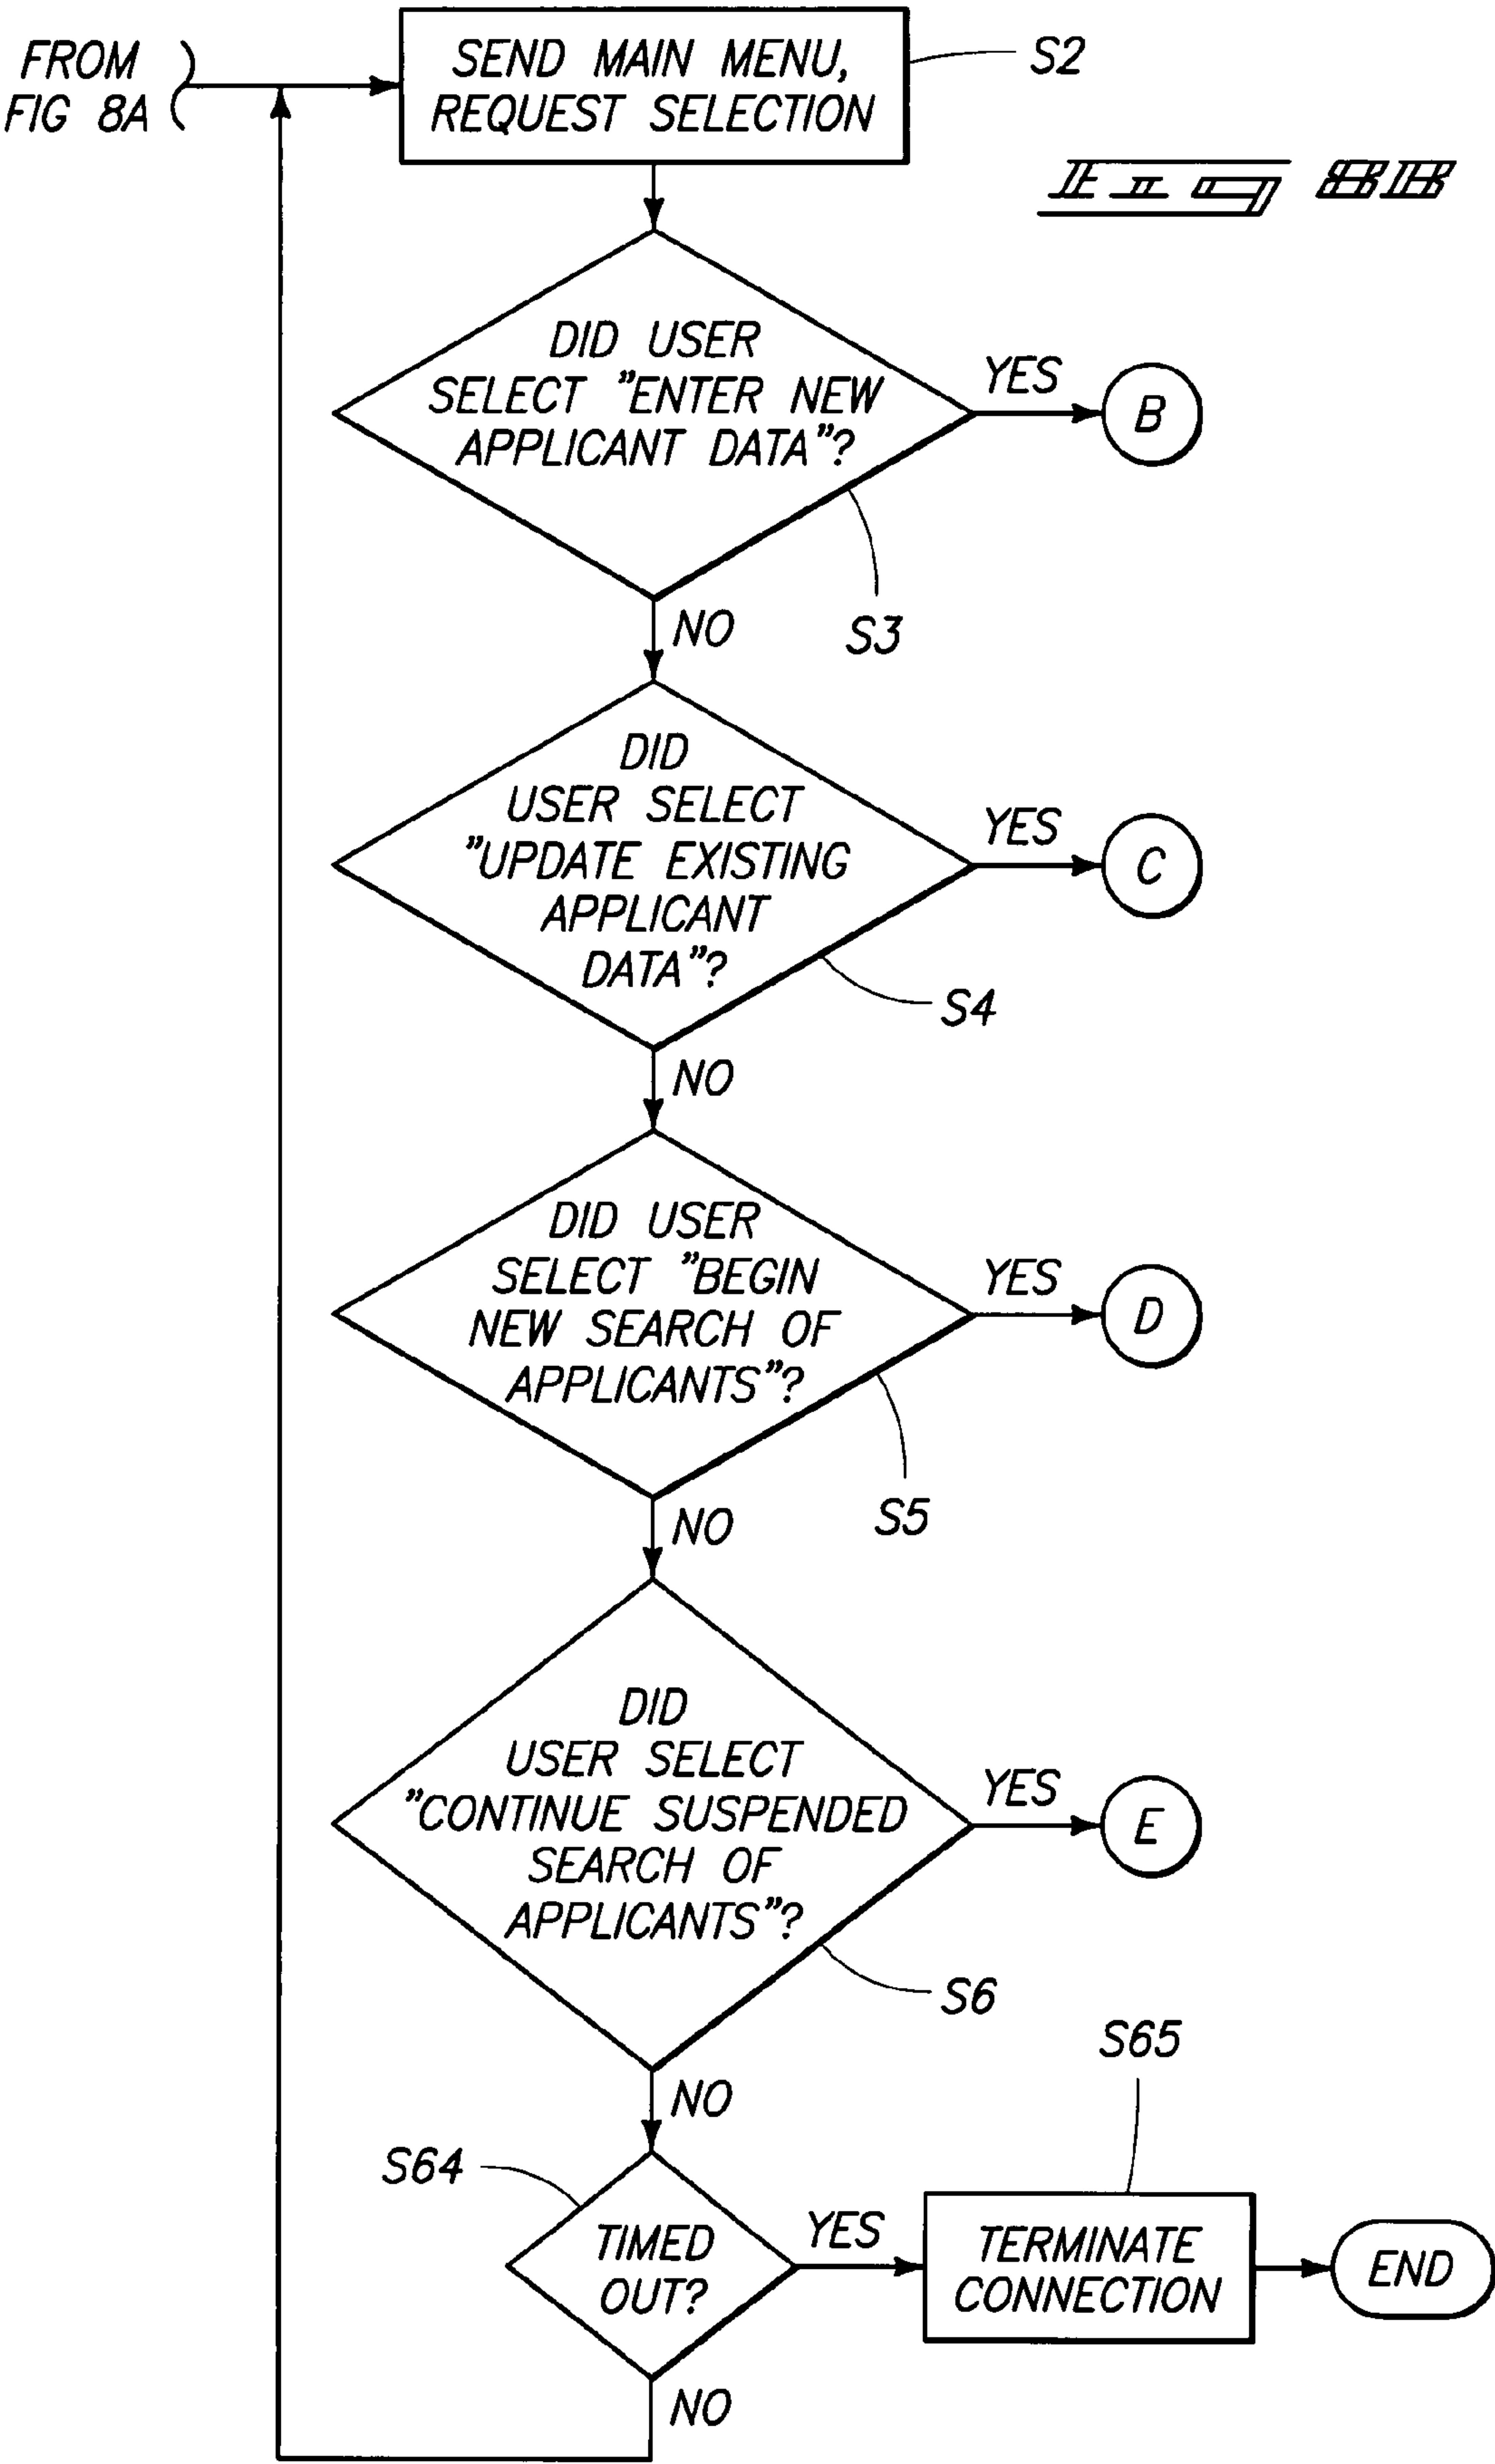 FROM
FIG 8A
SEND MAIN MENU,
REQUEST SELECTION
S2
Fig 8B
DID USER
SELECT "ENTER NEW
APPLICANT DATA"?
YES
B
S3
NO
DID
USER SELECT
"UPDATE EXISTING
APPLICANT
DATA"?
YES
C
S4
NO
DID USER
SELECT "BEGIN
NEW SEARCH OF
APPLICANTS"?
YES
D
S5
NO
DID
USER SELECT
"CONTINUE SUSPENDED
SEARCH OF
APPLICANTS"?
YES
E
S6
NO
S64
TIMED
OUT?
YES
S65
TERMINATE
CONNECTION
END
NO